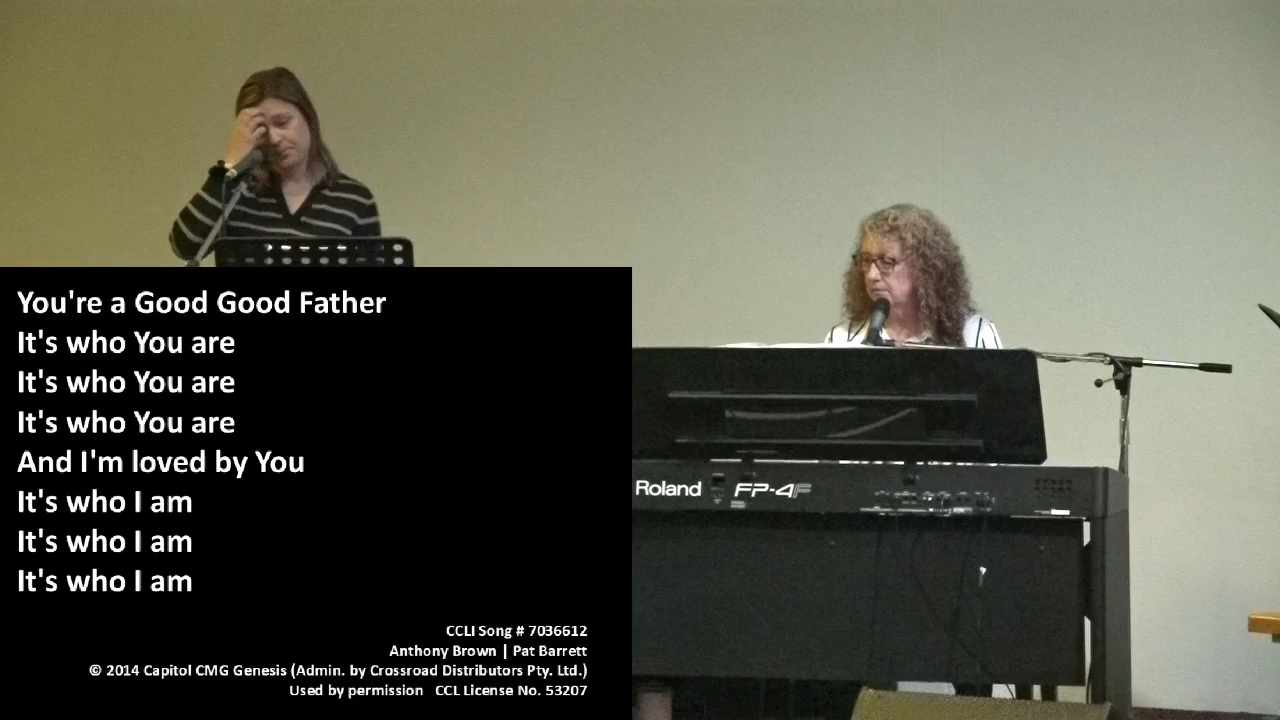 You're a Good Good Father
It's who You are
It's who You are
It's who You are
And I'm loved by You
It's who I am
It's who I am
It's who I am
CCLI Song # 7036612
Anthony Brown | Pat Barrett
© 2014 Capitol CMG Genesis (Admin. by Crossroad Distributors Pty. Ltd.)
Used by permission CCL License No. 53207
Roland FP-4F